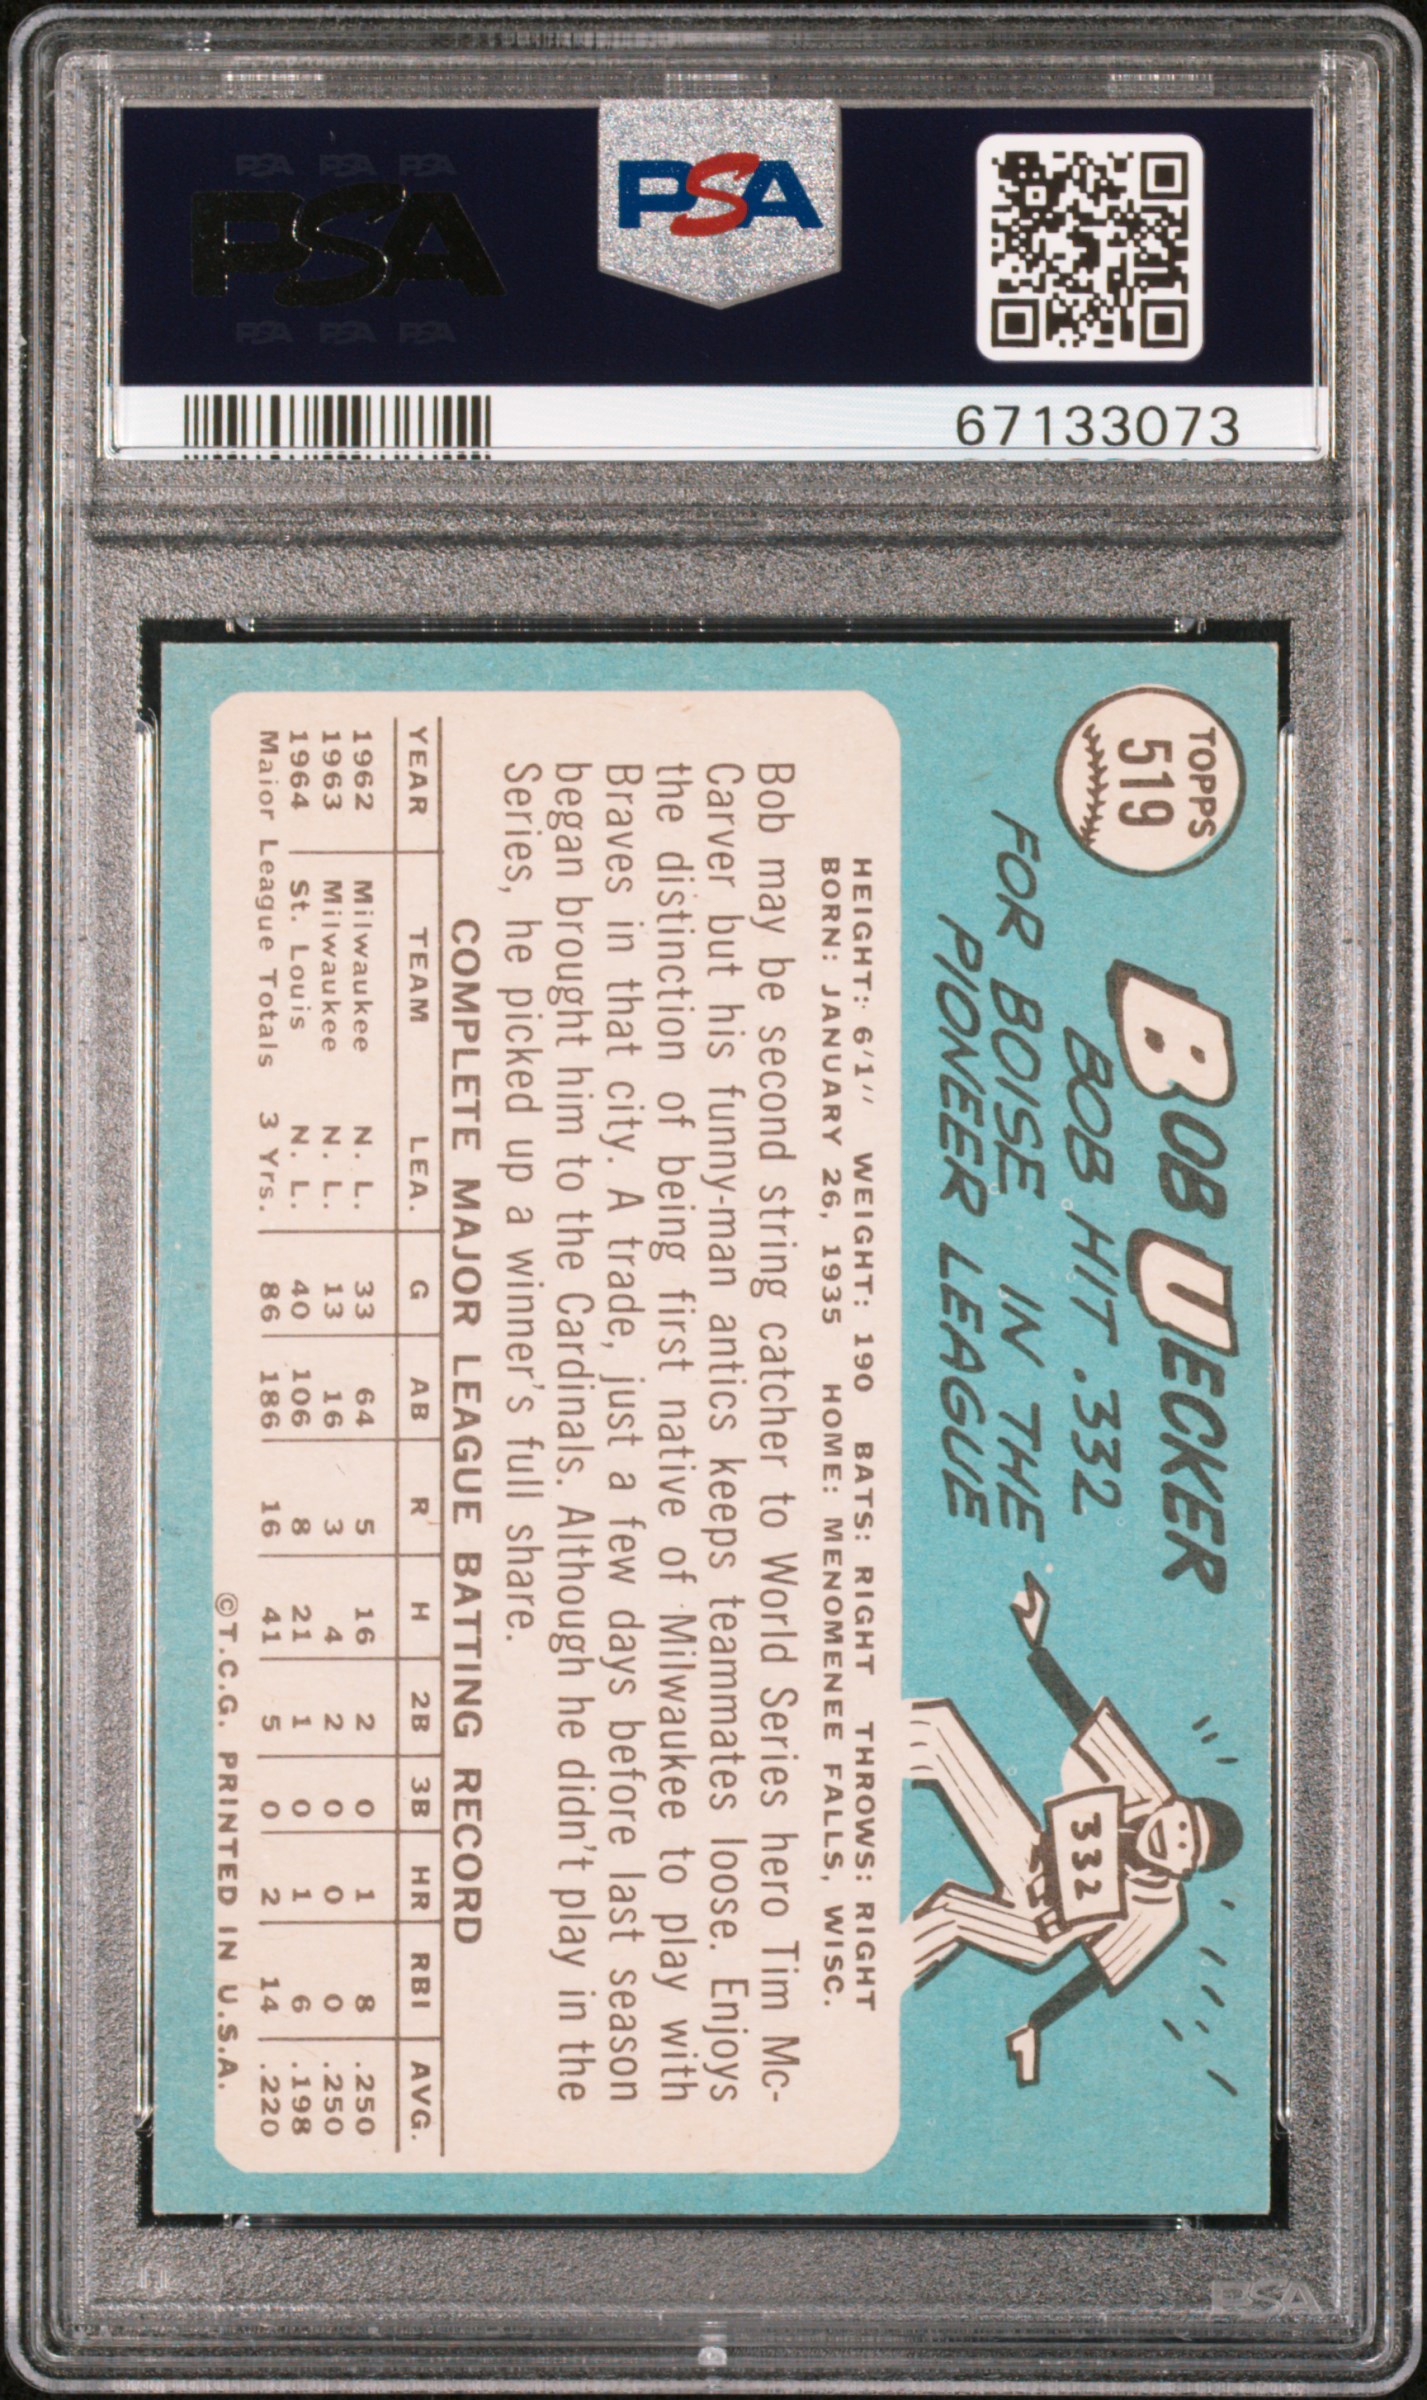 PSA PSA PSA
PSA
PSA PSA PSA
PSA
67133073
TOPPS
519
BOB UECKER
BOB HIT .332
FOR BOISE IN THE
PIONEER LEAGUE
332
HEIGHT: 6'1" WEIGHT: 190 BATS: RIGHT THROWS: RIGHT
BORN: JANUARY 26, 1935 HOME: MENOMENEE FALLS, WISC.
Bob may be second string catcher to World Series hero Tim Mc-
Carver but his funny-man antics keeps teammates loose. Enjoys
the distinction of being first native of Milwaukee to play with
Braves in that city. A trade, just a few days before last season
began brought him to the Cardinals. Although he didn't play in the
Series, he picked up a winner's full share.
COMPLETE MAJOR LEAGUE BATTING RECORD
YEAR TEAM LEA. G AB R H 2B 3B HR RBI AVG.
1962 Milwaukee N. L. 33 64 5 16 2 0 1 8 .250
1963 Milwaukee N. L. 13 16 3 4 2 0 0 0 .250
1964 St. Louis N. L. 40 106 8 21 1 0 1 6 .198
Major League Totals 3 Yrs. 86 186 16 41 5 0 2 14 .220
©T.C.G. PRINTED IN U.S.A.
PSA